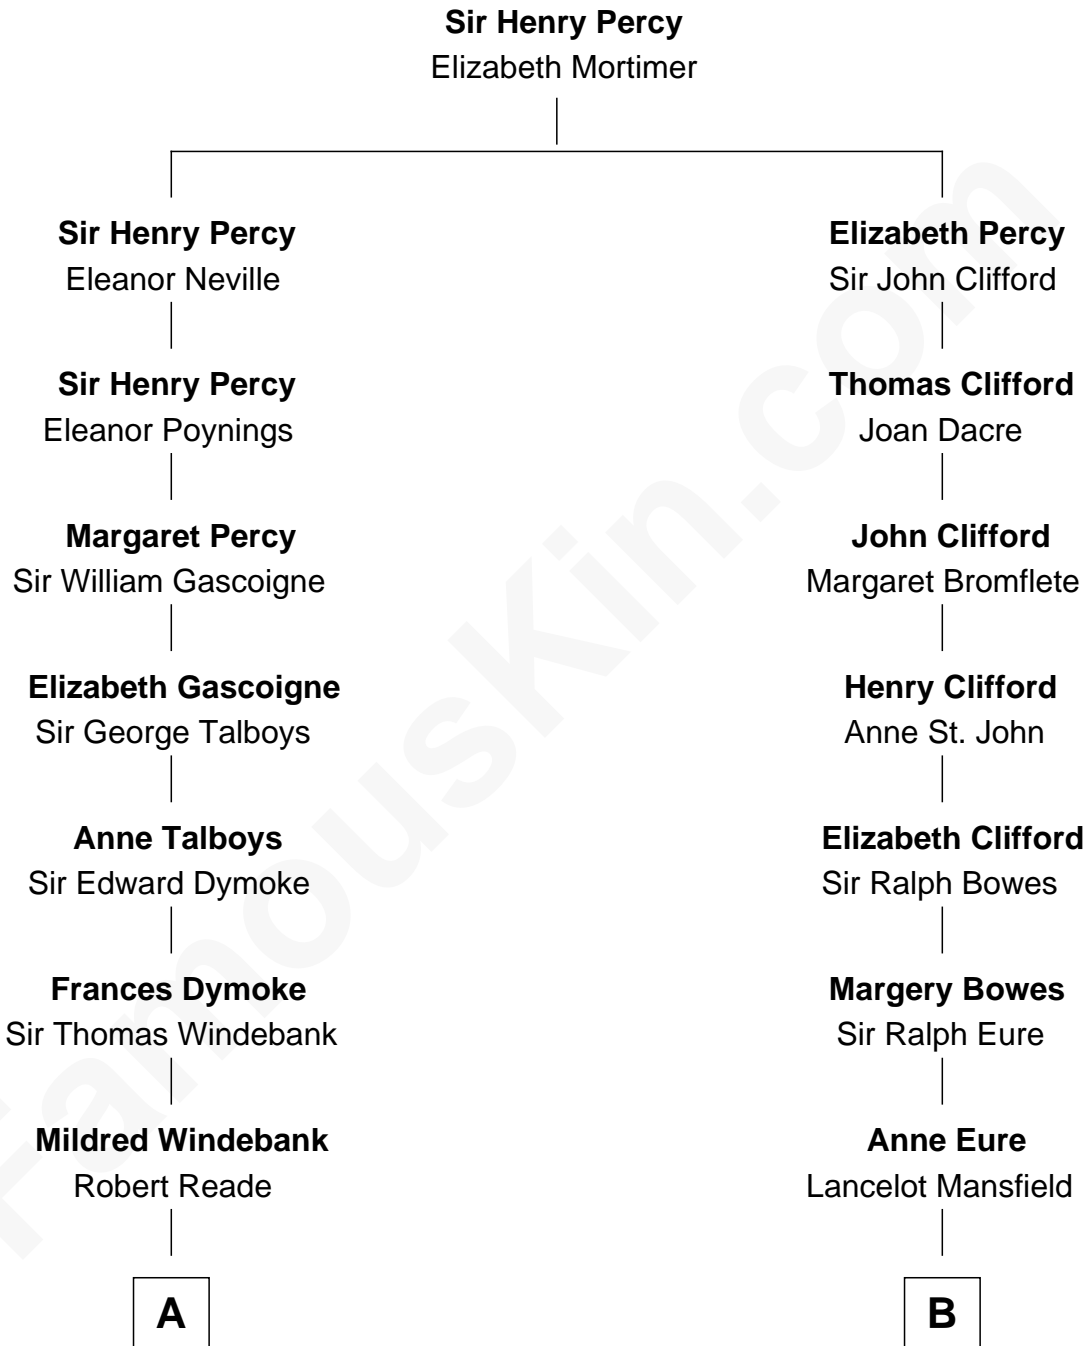 Sir Henry Percy
Elizabeth Mortimer
Sir Henry Percy
Eleanor Neville
Elizabeth Percy
Sir John Clifford
Sir Henry Percy
Eleanor Poynings
Thomas Clifford
Joan Dacre
Margaret Percy
Sir William Gascoigne
John Clifford
Margaret Bromflete
Elizabeth Gascoigne
Sir George Talboys
Henry Clifford
Anne St. John
Anne Talboys
Sir Edward Dymoke
Elizabeth Clifford
Sir Ralph Bowes
Frances Dymoke
Sir Thomas Windebank
Margery Bowes
Sir Ralph Eure
Mildred Windebank
Robert Reade
Anne Eure
Lancelot Mansfield
A
B
FamousKin.com